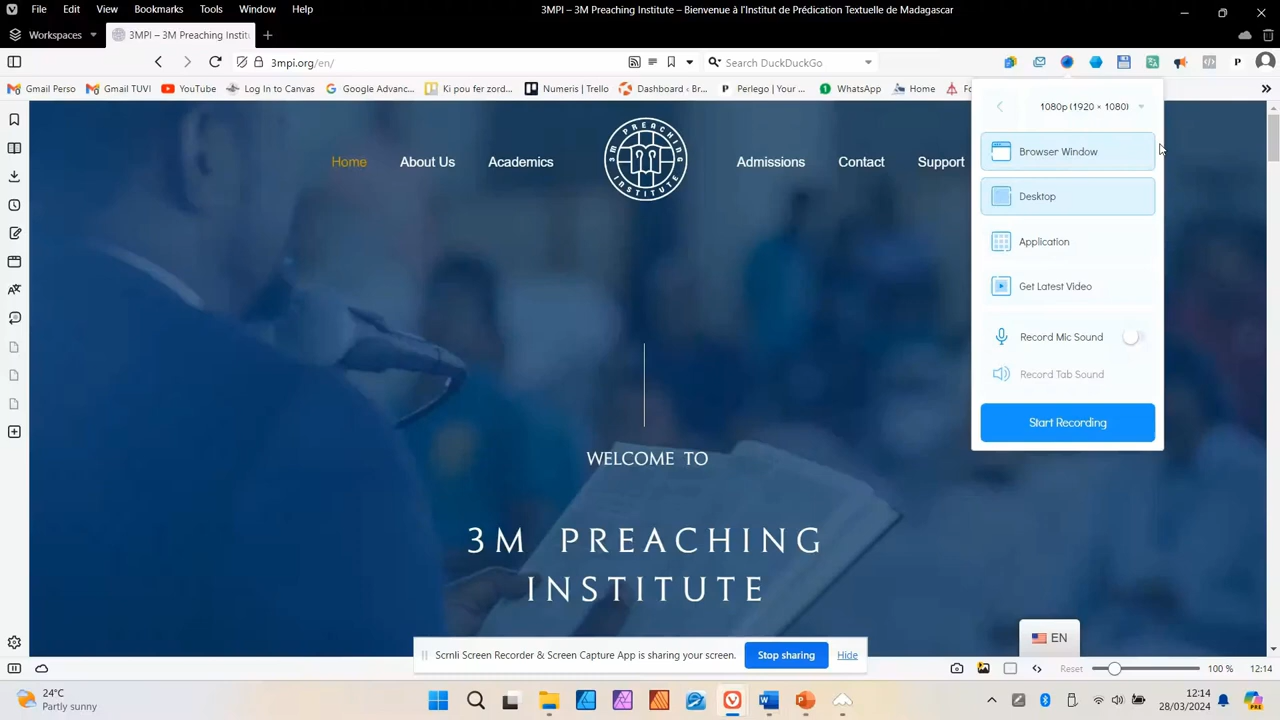 File Edit View Bookmarks Tools Window Help
3MPI – 3M Preaching Institute – Bienvenue à l'Institut de Prédication Textuelle de Madagascar
Workspaces
3MPI – 3M Preaching Instit
3mpi.org/en/
Search DuckDuckGo
Gmail Perso
Gmail TUVI
YouTube
Log In to Canvas
Google Advanc...
Ki pou fer zord...
Numeris | Trello
Dashboard ‹ Br...
Perlego | Your ...
WhatsApp
Home
Home
About Us
Academics
3M PREACHING INSTITUTE
Admissions
Contact
Support
1080p (1920 × 1080)
Browser Window
Desktop
Application
Get Latest Video
Record Mic Sound
Record Tab Sound
Start Recording
WELCOME TO
3M PREACHING
INSTITUTE
EN
Scrnli Screen Recorder & Screen Capture App is sharing your screen.
Stop sharing
Hide
Reset
100 %
12:14
24°C
Partly sunny
12:14
28/03/2024